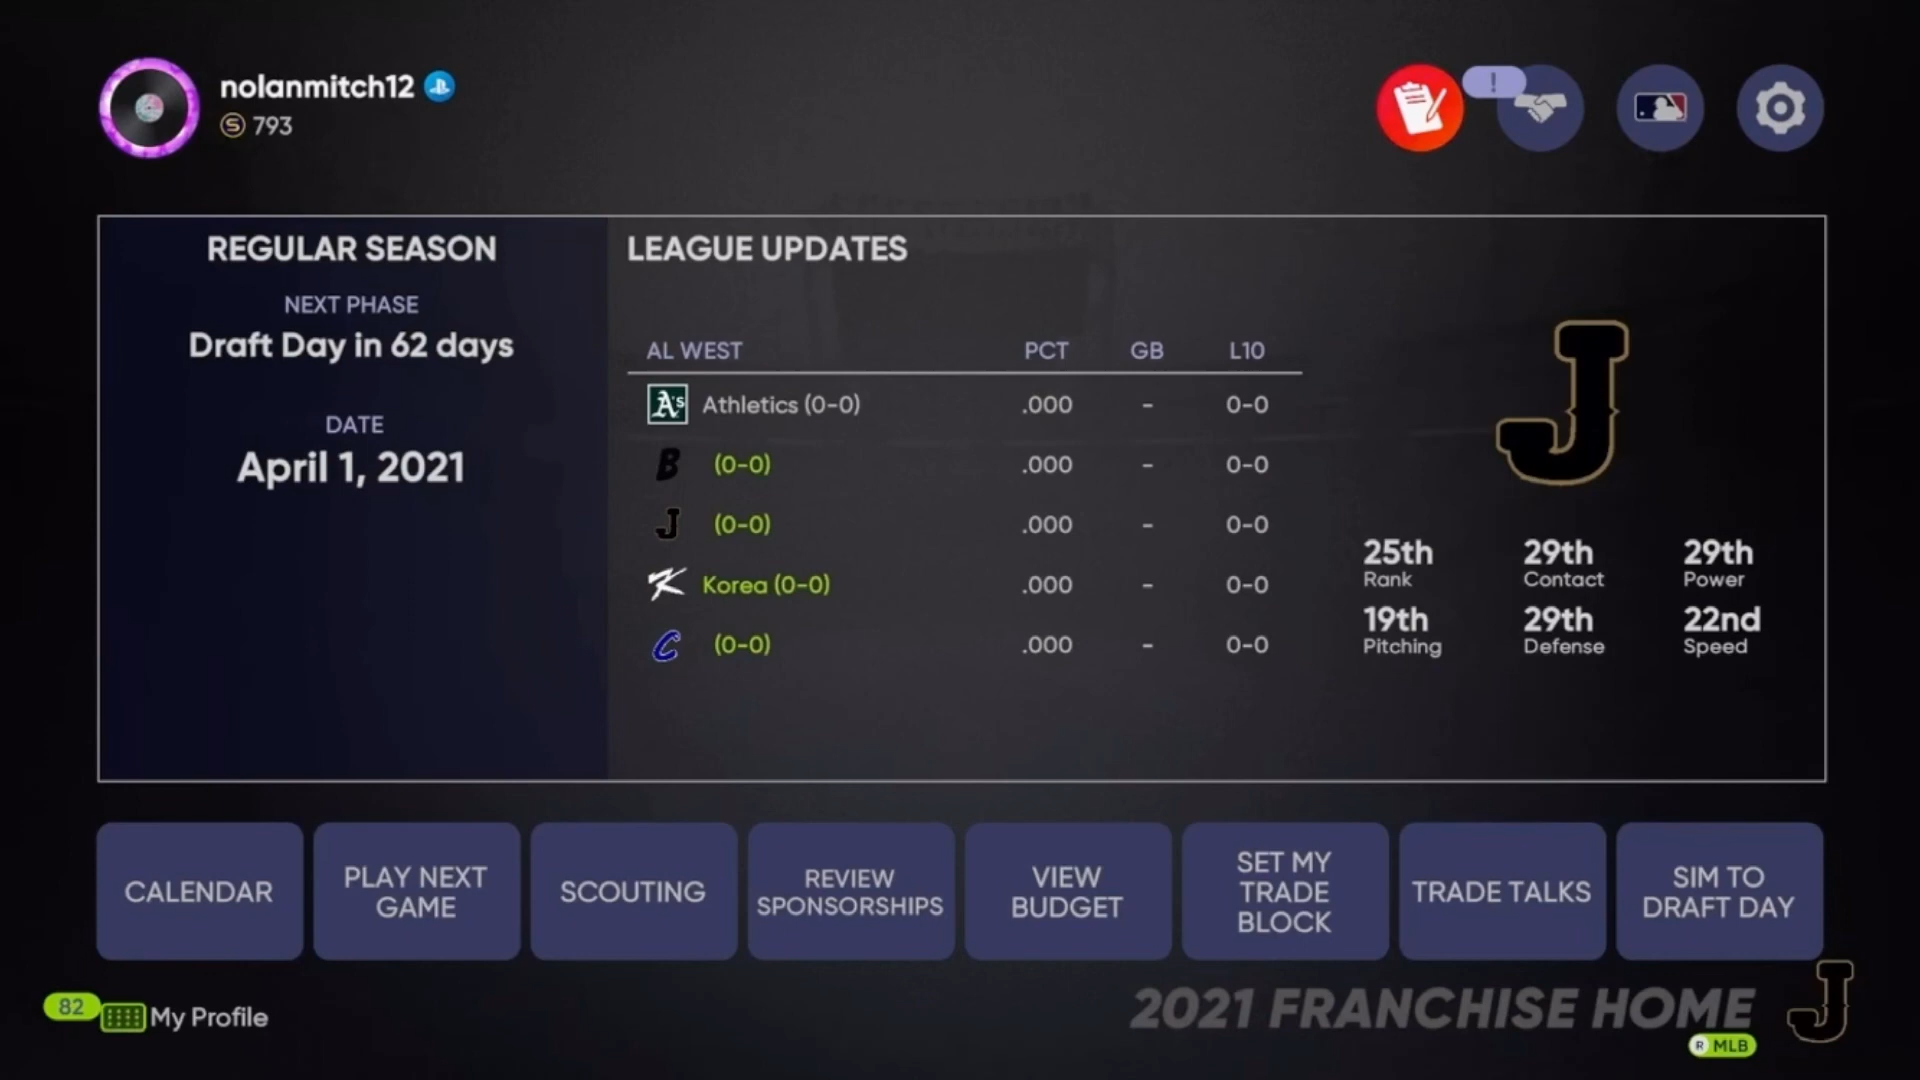 nolanmitch12
S 793
!
REGULAR SEASON
NEXT PHASE
Draft Day in 62 days
DATE
April 1, 2021
LEAGUE UPDATES
AL WEST PCT GB L10
A's Athletics (0-0) .000 - 0-0
B (0-0) .000 - 0-0
J (0-0) .000 - 0-0
K Korea (0-0) .000 - 0-0
C (0-0) .000 - 0-0
J
25th 29th 29th
Rank Contact Power
19th 29th 22nd
Pitching Defense Speed
CALENDAR
PLAY NEXT
GAME
SCOUTING
REVIEW
SPONSORSHIPS
VIEW
BUDGET
SET MY
TRADE
BLOCK
TRADE TALKS
SIM TO
DRAFT DAY
82 My Profile
2021 FRANCHISE HOME
J
R MLB